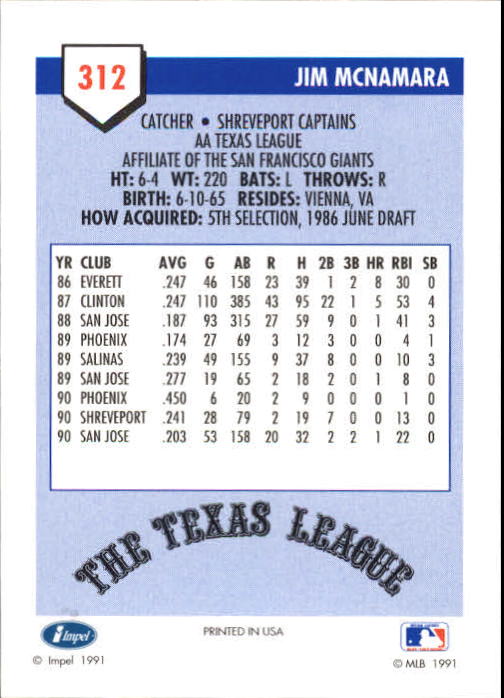 312
JIM MCNAMARA
CATCHER • SHREVEPORT CAPTAINS
AA TEXAS LEAGUE
AFFILIATE OF THE SAN FRANCISCO GIANTS
HT: 6-4 WT: 220 BATS: L THROWS: R
BIRTH: 6-10-65 RESIDES: VIENNA, VA
HOW ACQUIRED: 5TH SELECTION, 1986 JUNE DRAFT
YR CLUB AVG G AB R H 2B 3B HR RBI SB
86 EVERETT .247 46 158 23 39 1 2 8 30 0
87 CLINTON .247 110 385 43 95 22 1 5 53 4
88 SAN JOSE .187 93 315 27 59 9 0 1 41 3
89 PHOENIX .174 27 69 3 12 3 0 0 4 1
89 SALINAS .239 49 155 9 37 8 0 0 10 3
89 SAN JOSE .277 19 65 2 18 2 0 1 8 0
90 PHOENIX .450 6 20 2 9 0 0 0 1 0
90 SHREVEPORT .241 28 79 2 19 7 0 0 13 0
90 SAN JOSE .203 53 158 20 32 2 2 1 22 0
THE TEXAS LEAGUE
Impel
PRINTED IN USA
© Impel 1991
© MLB 1991